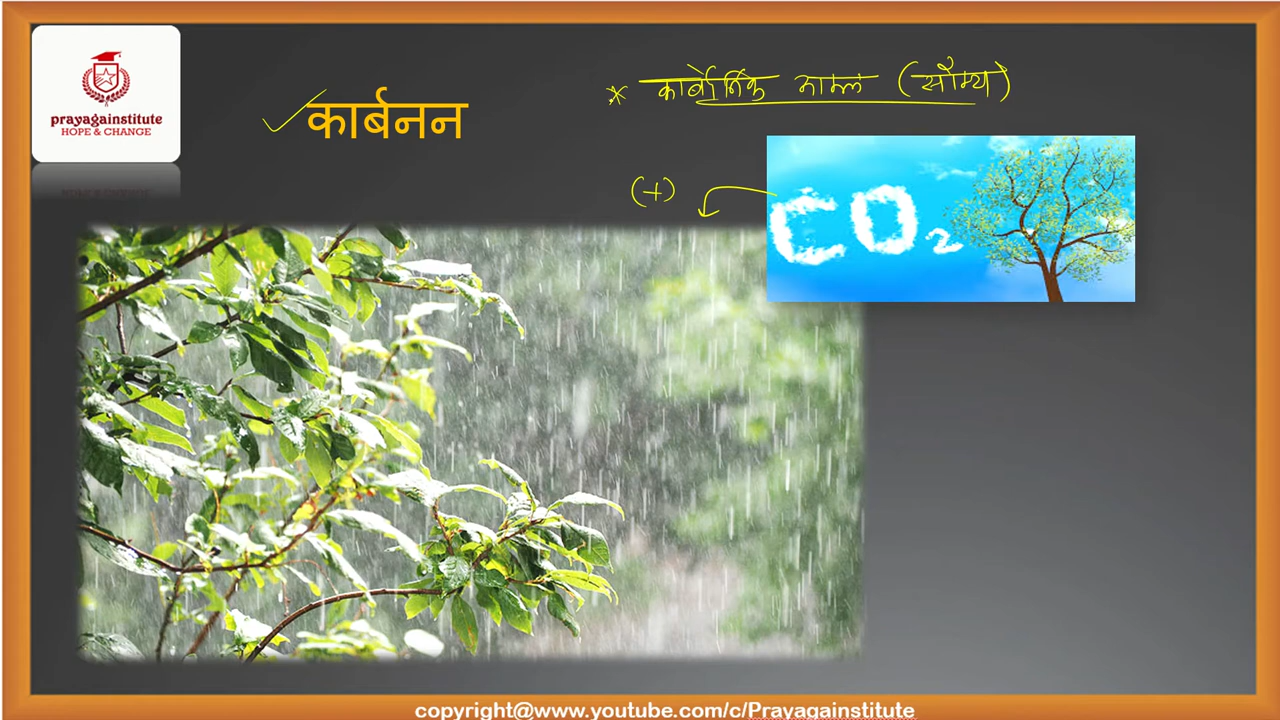 prayagainstitute
HOPE & CHANGE
कार्बनन
* कार्बोनिक अम्ल (सौम्य)
(+)
CO2
copyright@www.youtube.com/c/Prayagainstitute